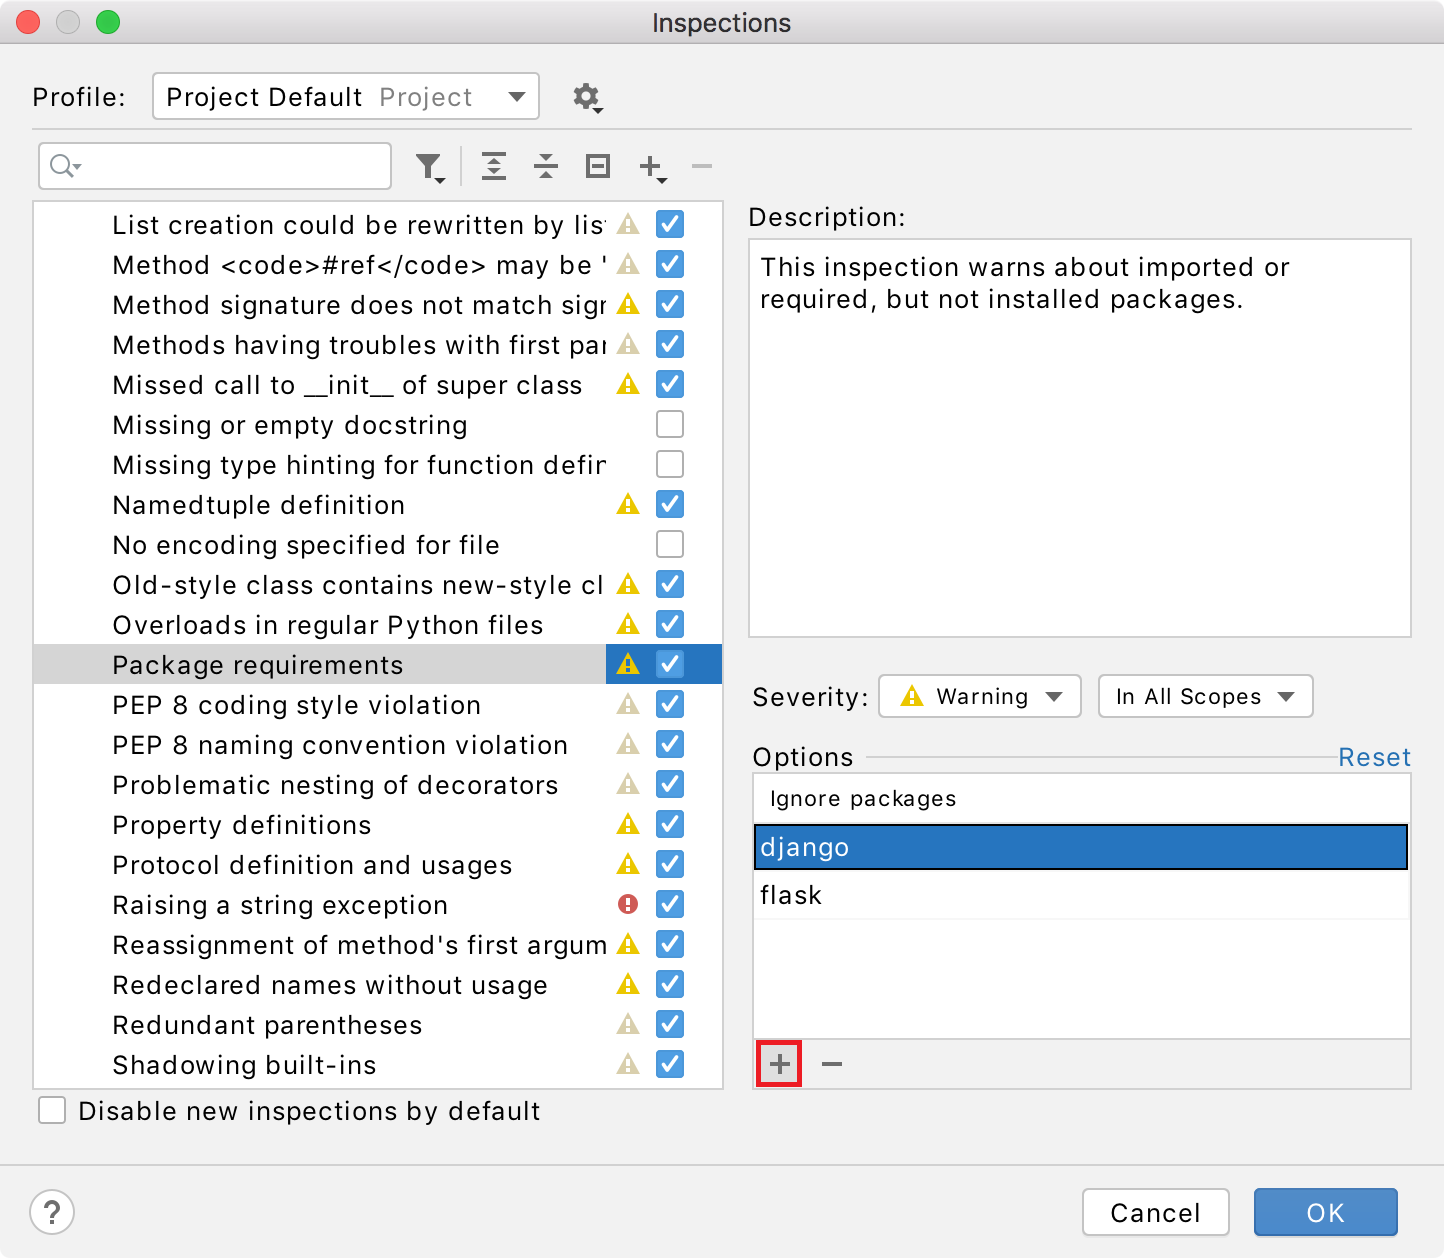 Inspections
Profile:
Project Default Project
List creation could be rewritten by lis
Method <code>#ref</code> may be '
Method signature does not match sig
Methods having troubles with first pa
Missed call to __init__ of super class
Missing or empty docstring
Missing type hinting for function defi
Namedtuple definition
No encoding specified for file
Old-style class contains new-style cl
Overloads in regular Python files
Package requirements
PEP 8 coding style violation
PEP 8 naming convention violation
Problematic nesting of decorators
Property definitions
Protocol definition and usages
Raising a string exception
Reassignment of method's first argum
Redeclared names without usage
Redundant parentheses
Shadowing built-ins
Disable new inspections by default
Description:
This inspection warns about imported or
required, but not installed packages.
Severity:
Warning
In All Scopes
Options
Reset
Ignore packages
django
flask
?
Cancel
OK